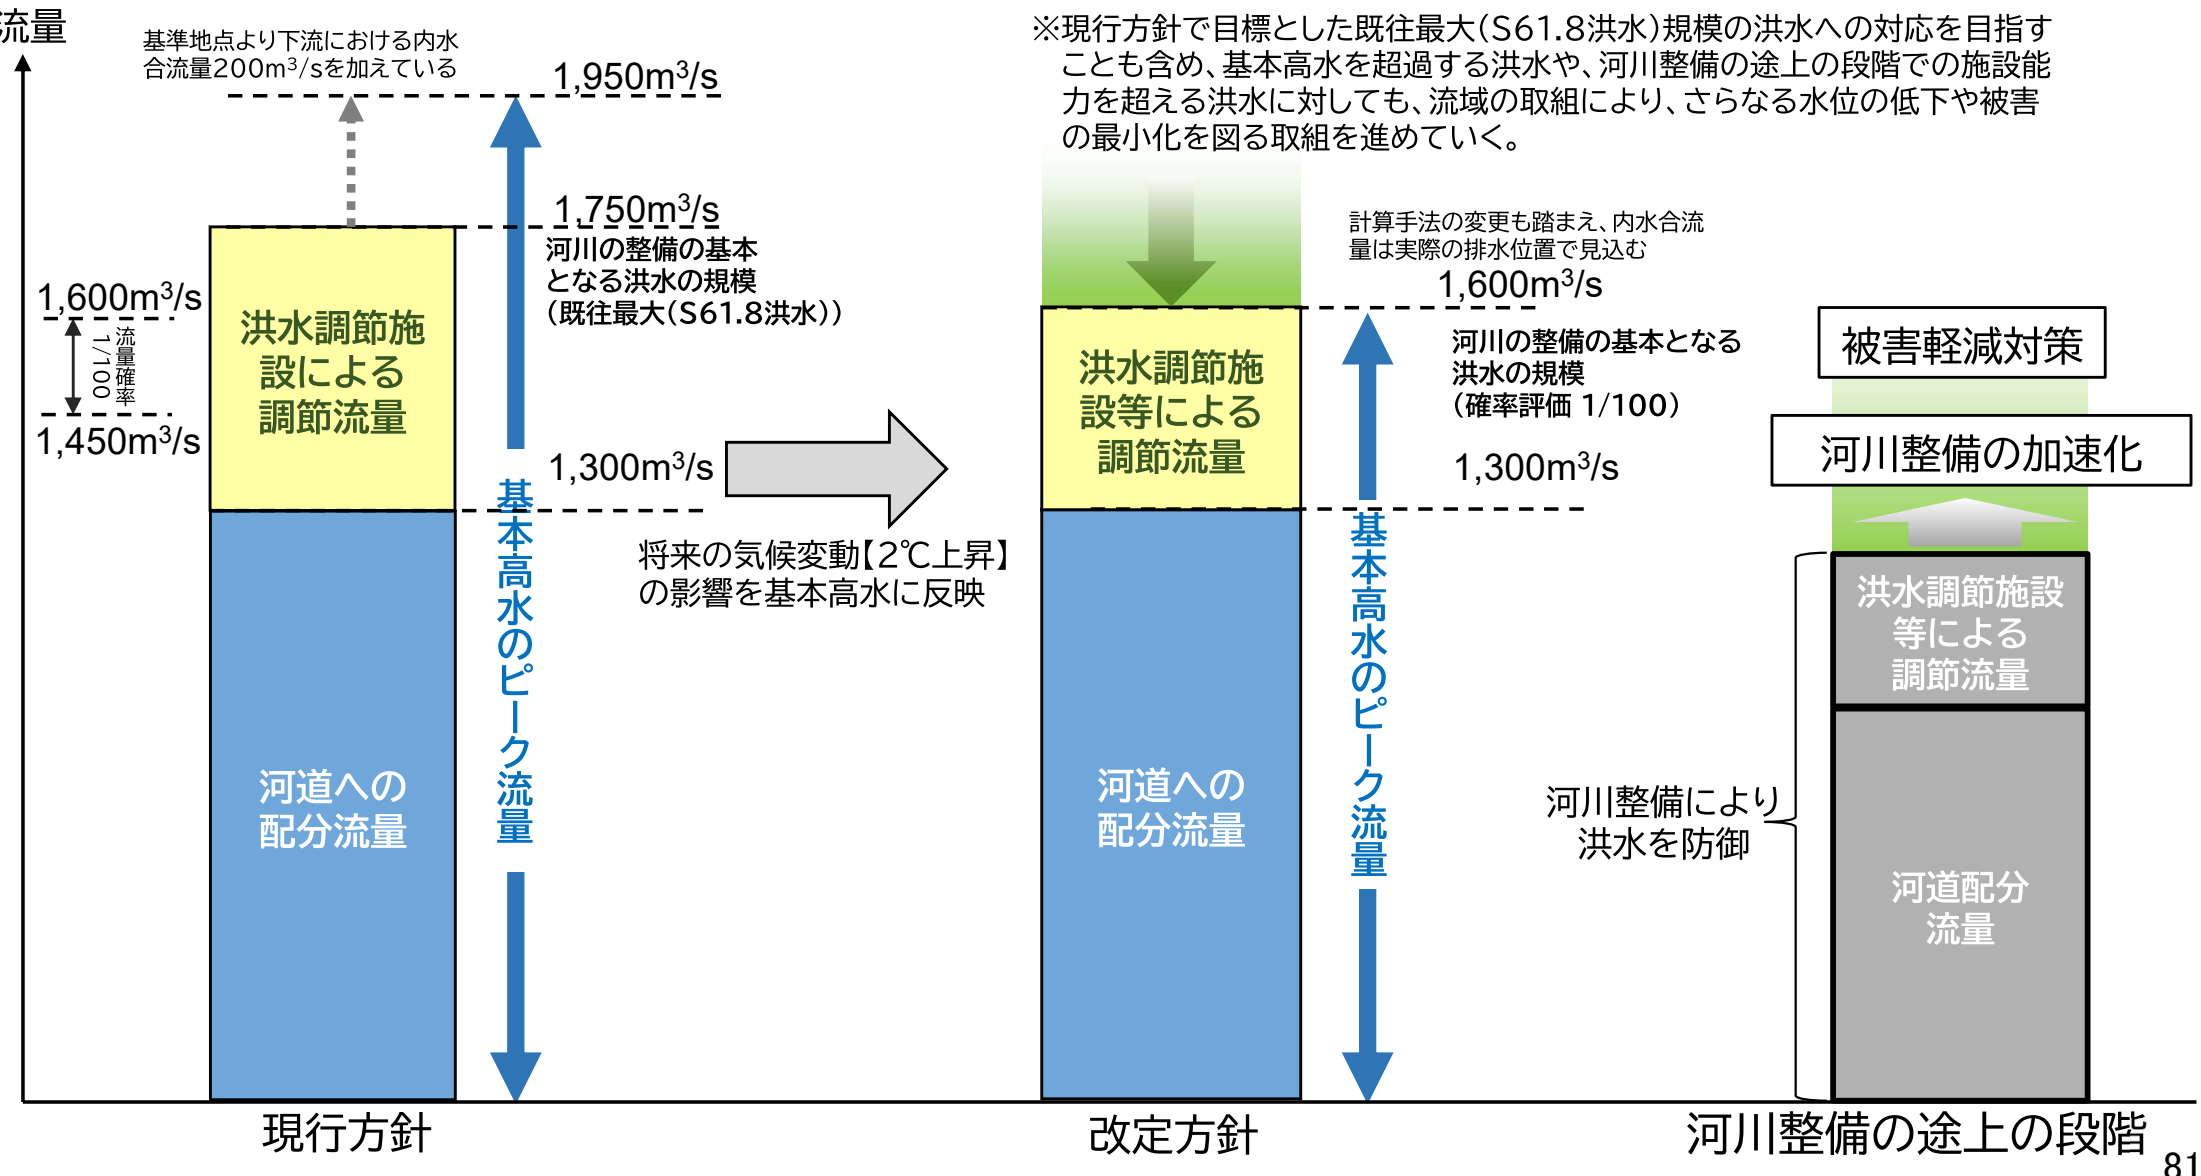 流量
基準地点より下流における内水
合流量200m³/sを加えている
1,950m³/s
1,750m³/s
河川の整備の基本
となる洪水の規模
（既往最大（S61.8洪水））
1,600m³/s
流量確率
1/100
1,450m³/s
洪水調節施
設による
調節流量
1,300m³/s
基本高水のピーク流量
河道への
配分流量
現行方針
将来の気候変動【2℃上昇】
の影響を基本高水に反映
※現行方針で目標とした既往最大（S61.8洪水）規模の洪水への対応を目指す
ことも含め、基本高水を超過する洪水や、河川整備の途上の段階での施設能
力を超える洪水に対しても、流域の取組により、さらなる水位の低下や被害
の最小化を図る取組を進めていく。
計算手法の変更も踏まえ、内水合流
量は実際の排水位置で見込む
1,600m³/s
河川の整備の基本となる
洪水の規模
（確率評価 1/100）
洪水調節施
設等による
調節流量
1,300m³/s
基本高水のピーク流量
河道への
配分流量
改定方針
被害軽減対策
河川整備の加速化
洪水調節施設
等による
調節流量
河川整備により
洪水を防御
河道配分
流量
河川整備の途上の段階
81